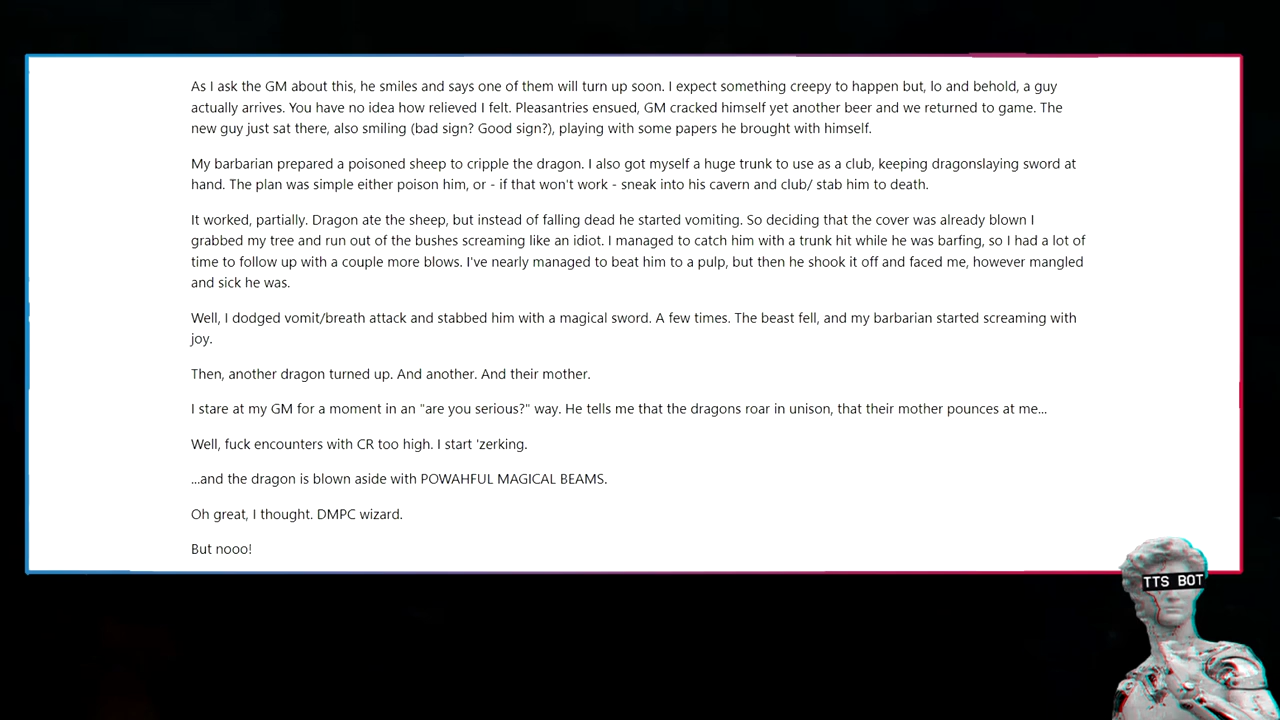 As I ask the GM about this, he smiles and says one of them will turn up soon. I expect something creepy to happen but, lo and behold, a guy
actually arrives. You have no idea how relieved I felt. Pleasantries ensued, GM cracked himself yet another beer and we returned to game. The
new guy just sat there, also smiling (bad sign? Good sign?), playing with some papers he brought with himself.
My barbarian prepared a poisoned sheep to cripple the dragon. I also got myself a huge trunk to use as a club, keeping dragonslaying sword at
hand. The plan was simple either poison him, or - if that won't work - sneak into his cavern and club/ stab him to death.
It worked, partially. Dragon ate the sheep, but instead of falling dead he started vomiting. So deciding that the cover was already blown I
grabbed my tree and run out of the bushes screaming like an idiot. I managed to catch him with a trunk hit while he was barfing, so I had a lot of
time to follow up with a couple more blows. I've nearly managed to beat him to a pulp, but then he shook it off and faced me, however mangled
and sick he was.
Well, I dodged vomit/breath attack and stabbed him with a magical sword. A few times. The beast fell, and my barbarian started screaming with
joy.
Then, another dragon turned up. And another. And their mother.
I stare at my GM for a moment in an "are you serious?" way. He tells me that the dragons roar in unison, that their mother pounces at me...
Well, fuck encounters with CR too high. I start 'zerking.
...and the dragon is blown aside with POWAHFUL MAGICAL BEAMS.
Oh great, I thought. DMPC wizard.
But nooo!
TTS BOT